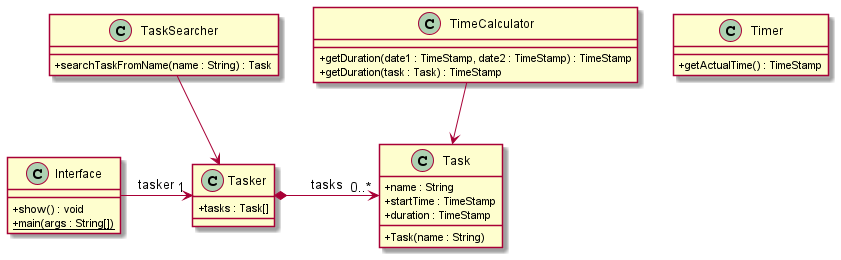 C TaskSearcher
+searchTaskFromName(name : String) : Task
C TimeCalculator
+getDuration(date1 : TimeStamp, date2 : TimeStamp) : TimeStamp
+getDuration(task : Task) : TimeStamp
C Timer
+getActualTime() : TimeStamp
C Interface
+show() : void
+main(args : String[])
tasker 1
C Tasker
+tasks : Task[]
tasks 0..*
C Task
+name : String
+startTime : TimeStamp
+duration : TimeStamp
+Task(name : String)